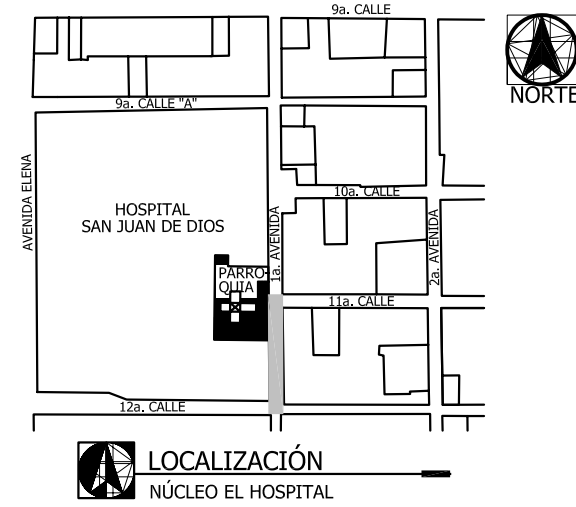 9a. CALLE
NORTE
9a. CALLE "A"
AVENIDA ELENA
HOSPITAL
SAN JUAN DE DIOS
10a. CALLE
1a. AVENIDA
2a. AVENIDA
PARRO-
QUIA
11a. CALLE
12a. CALLE
LOCALIZACIÓN
NÚCLEO EL HOSPITAL